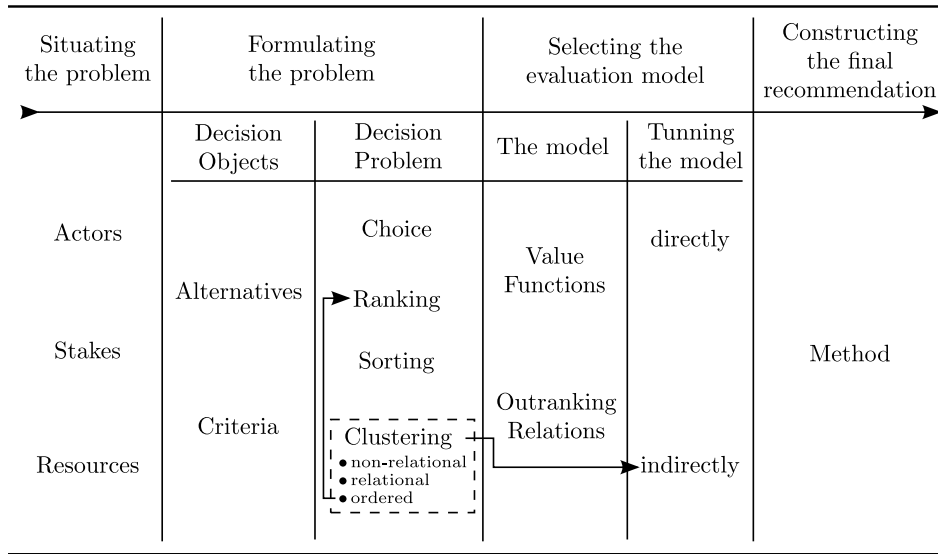 Situating
the problem
Formulating
the problem
Selecting the
evaluation model
Constructing
the final
recommendation
Decision
Objects
Decision
Problem
The model
Tunning
the model
Actors
Stakes
Resources
Alternatives
Criteria
Choice
Ranking
Sorting
Clustering
• non-relational
• relational
• ordered
Value
Functions
Outranking
Relations
directly
indirectly
Method